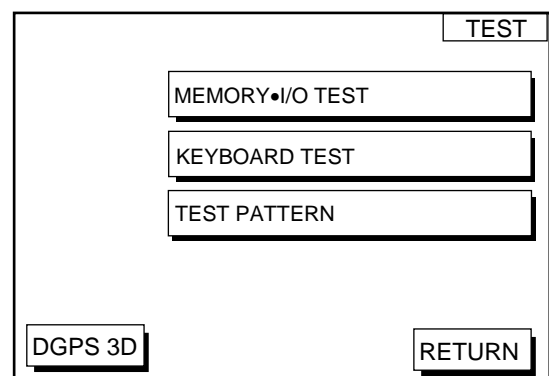 TEST
MEMORY•I/O TEST
KEYBOARD TEST
TEST PATTERN
DGPS 3D
RETURN